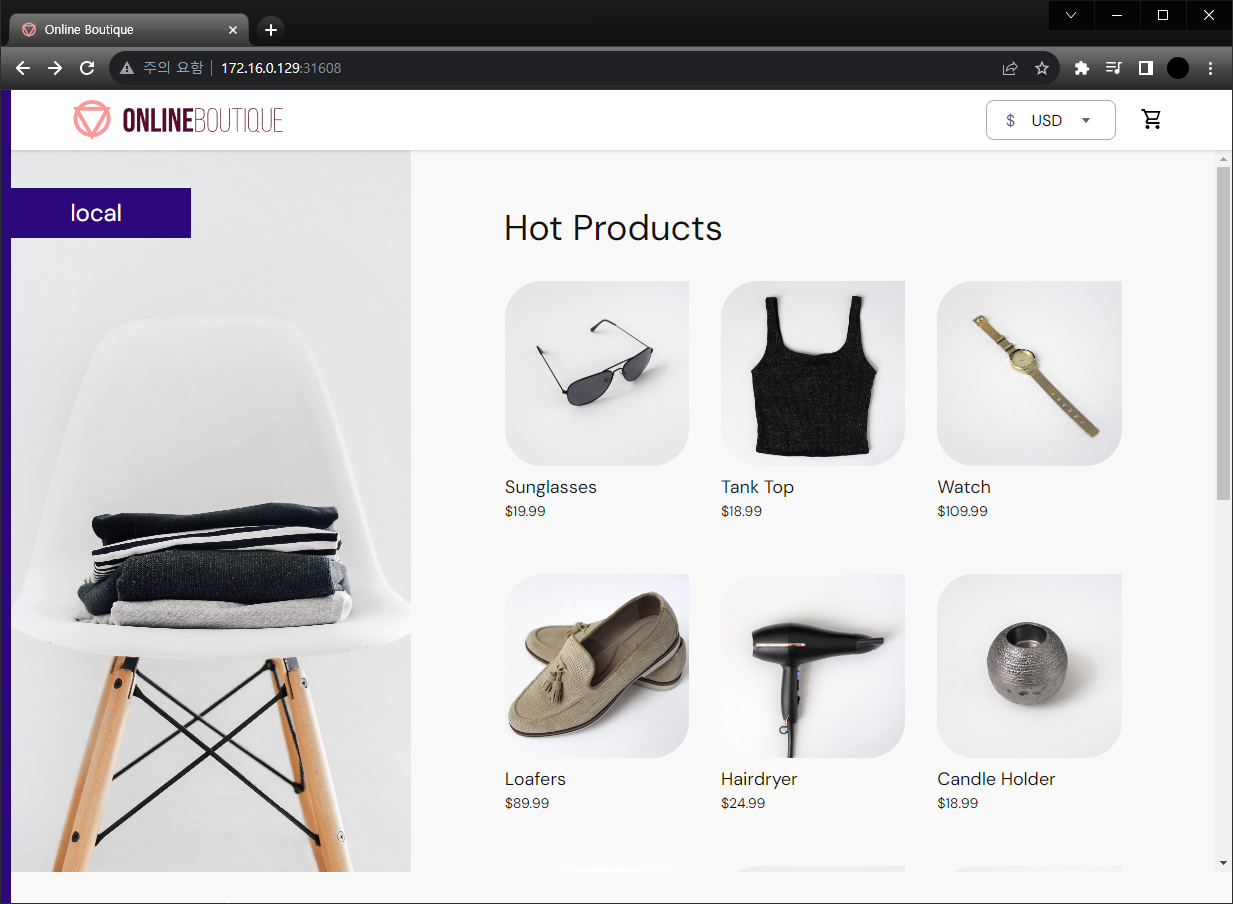 Online Boutique
주의 요함 172.16.0.129:31608
ONLINEBOUTIQUE
$ USD
local
Hot Products
Sunglasses
$19.99
Tank Top
$18.99
Watch
$109.99
Loafers
$89.99
Hairdryer
$24.99
Candle Holder
$18.99